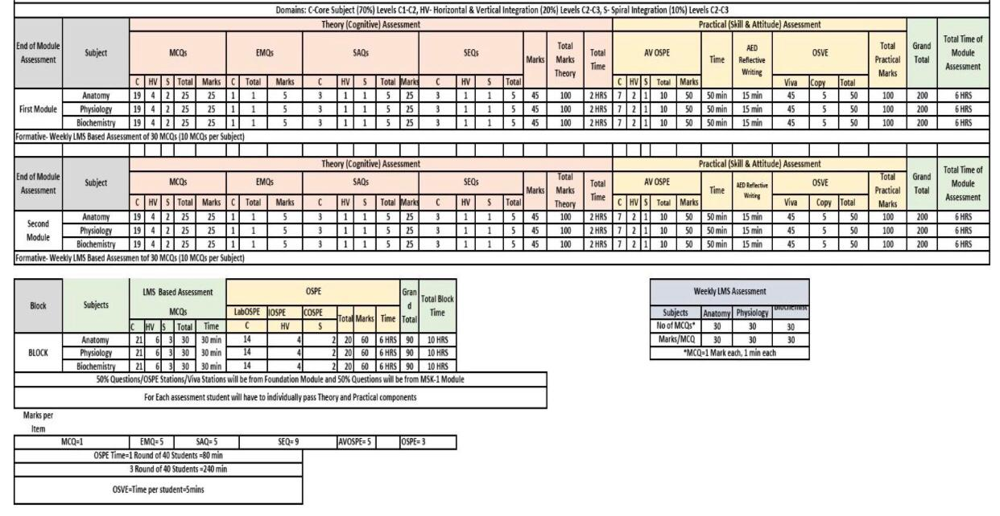 Domains: C-Core Subject (70%) Levels C1-C2, HV- Horizontal & Vertical Integration (20%) Levels C2-C3, S- Spiral Integration (10%) Levels C2-C3
End of Module Assessment Subject Theory (Cognitive) Assessment Practical (Skill & Attitude) Assessment Grand Total Total Time of Module Assessment
MCQs EMQs SAQs SEQs Marks Total Marks Theory Total Time AV OSPE Time AED Reflective Writing OSVE Total Practical Marks
C HV S Total Marks C Total Marks C HV S Total Marks C HV S Total C HV S Total Marks Viva Copy Total
First Module
Anatomy 19 4 2 25 25 1 1 5 3 1 1 5 25 3 1 1 5 45 100 2 HRS 7 2 1 10 50 50 min 15 min 45 5 50 100 200 6 HRS
Physiology 19 4 2 25 25 1 1 5 3 1 1 5 25 3 1 1 5 45 100 2 HRS 7 2 1 10 50 50 min 15 min 45 5 50 100 200 6 HRS
Biochemistry 19 4 2 25 25 1 1 5 3 1 1 5 25 3 1 1 5 45 100 2 HRS 7 2 1 10 50 50 min 15 min 45 5 50 100 200 6 HRS
Formative- Weekly LMS Based Assessment of 30 MCQs (10 MCQs per Subject)
End of Module Assessment Subject Theory (Cognitive) Assessment Practical (Skill & Attitude) Assessment Grand Total Total Time of Module Assessment
MCQs EMQs SAQs SEQs Marks Total Marks Theory Total Time AV OSPE Time AED Reflective Writing OSVE Total Practical Marks
C HV S Total Marks C Total Marks C HV S Total Marks C HV S Total C HV S Total Marks Viva Copy Total
Second Module
Anatomy 19 4 2 25 25 1 1 5 3 1 1 5 25 3 1 1 5 45 100 2 HRS 7 2 1 10 50 50 min 15 min 45 5 50 100 200 6 HRS
Physiology 19 4 2 25 25 1 1 5 3 1 1 5 25 3 1 1 5 45 100 2 HRS 7 2 1 10 50 50 min 15 min 45 5 50 100 200 6 HRS
Biochemistry 19 4 2 25 25 1 1 5 3 1 1 5 25 3 1 1 5 45 100 2 HRS 7 2 1 10 50 50 min 15 min 45 5 50 100 200 6 HRS
Formative- Weekly LMS Based Assessmen tof 30 MCQs (10 MCQs per Subject)
Block Subjects LMS Based Assessment OSPE Grand Total Total Block Time
MCQs LabOSPE IOSPE COSPE Total Marks Time
C HV S Total Time C HV S
BLOCK
Anatomy 21 6 3 30 30 min 14 4 2 20 60 6 HRS 90 10 HRS
Physiology 21 6 3 30 30 min 14 4 2 20 60 6 HRS 90 10 HRS
Biochemistry 21 6 3 30 30 min 14 4 2 20 60 6 HRS 90 10 HRS
50% Questions/OSPE Stations/Viva Stations will be from Foundation Module and 50% Questions will be from MSK-1 Module
For Each assessment student will have to individually pass Theory and Practical components
Weekly LMS Assessment
Subjects Anatomy Physiology
No of MCQs* 30 30 30
Marks/MCQ 30 30 30
*MCQ=1 Mark each, 1 min each
Marks per
Item
MCQ=1 EMQ=5 SAQ=5 SEQ=9 AVOSPE=5 OSPE=3
OSPE Time=1 Round of 40 Students =80 min
3 Round of 40 Students =240 min
OSVE=Time per student=5mins